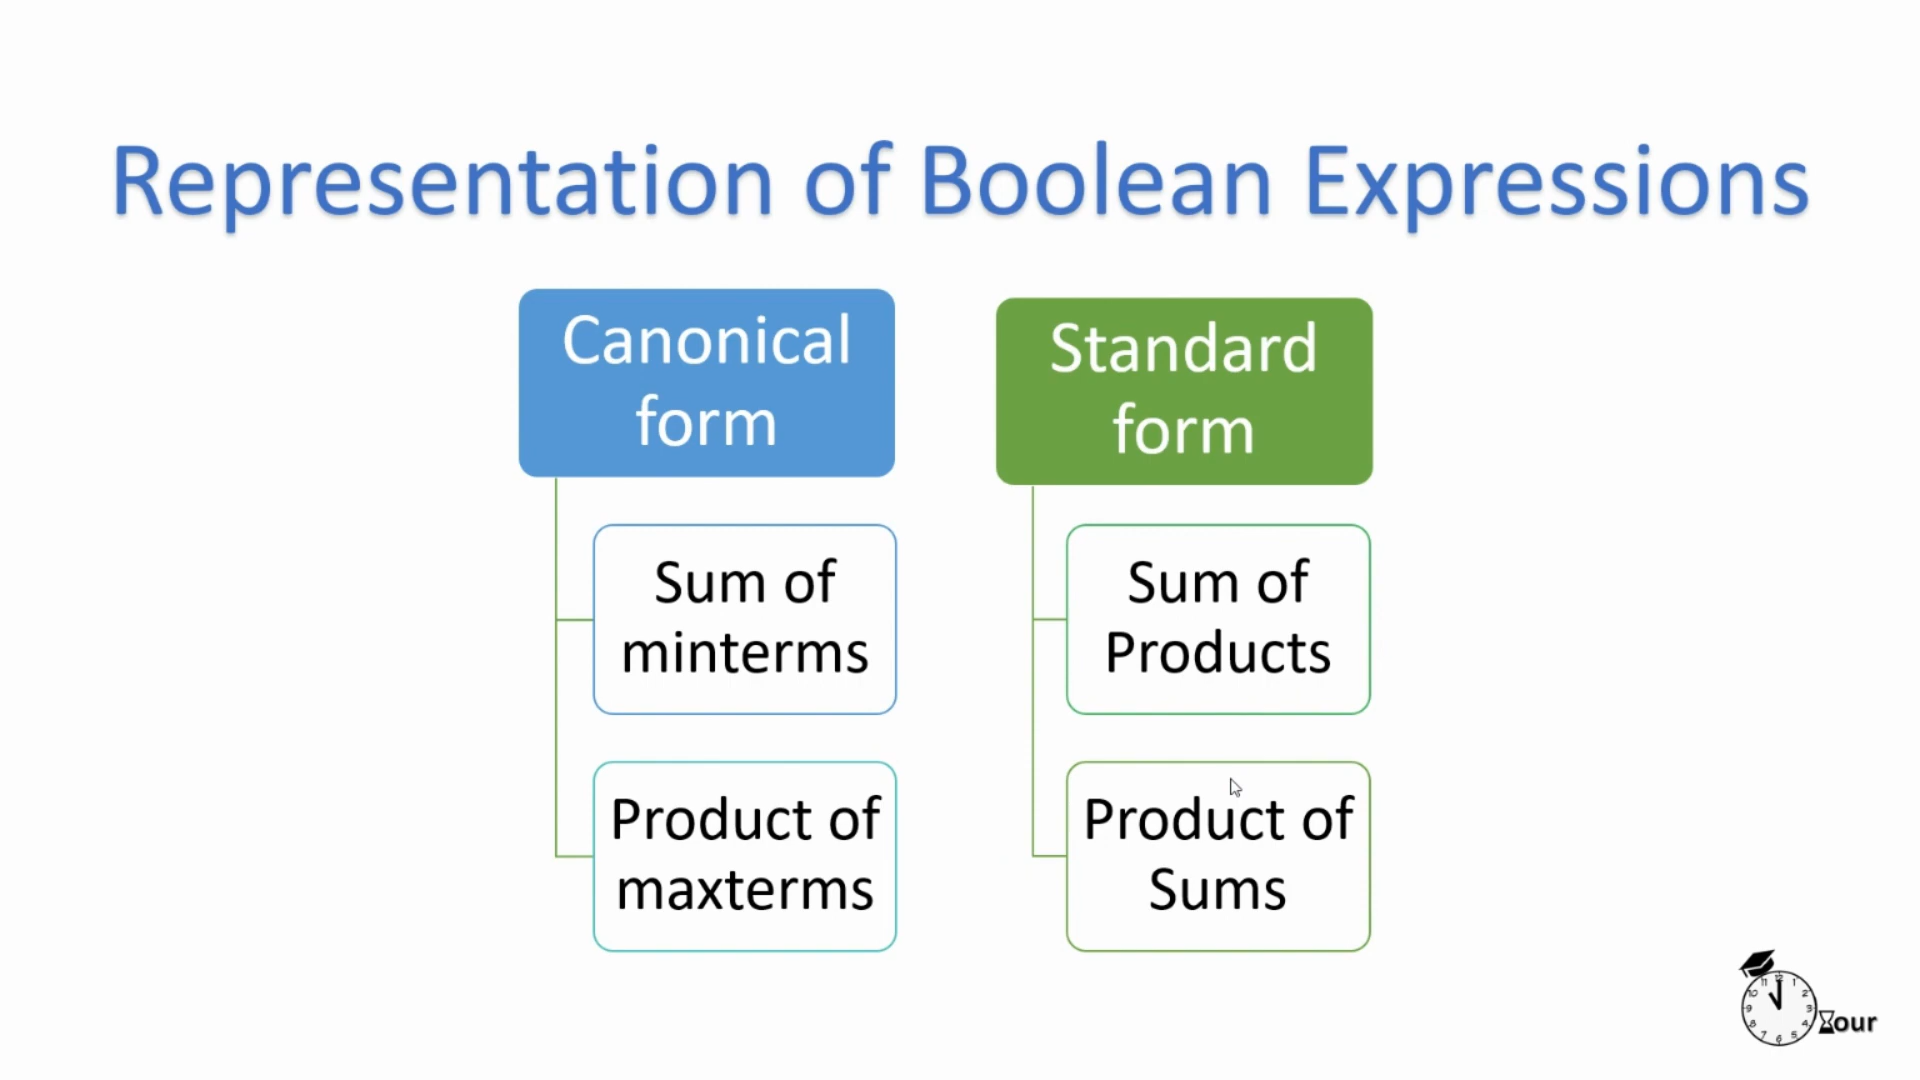 Representation of Boolean Expressions
Canonical
form
Standard
form
Sum of
minterms
Sum of
Products
Product of
maxterms
Product of
Sums
our